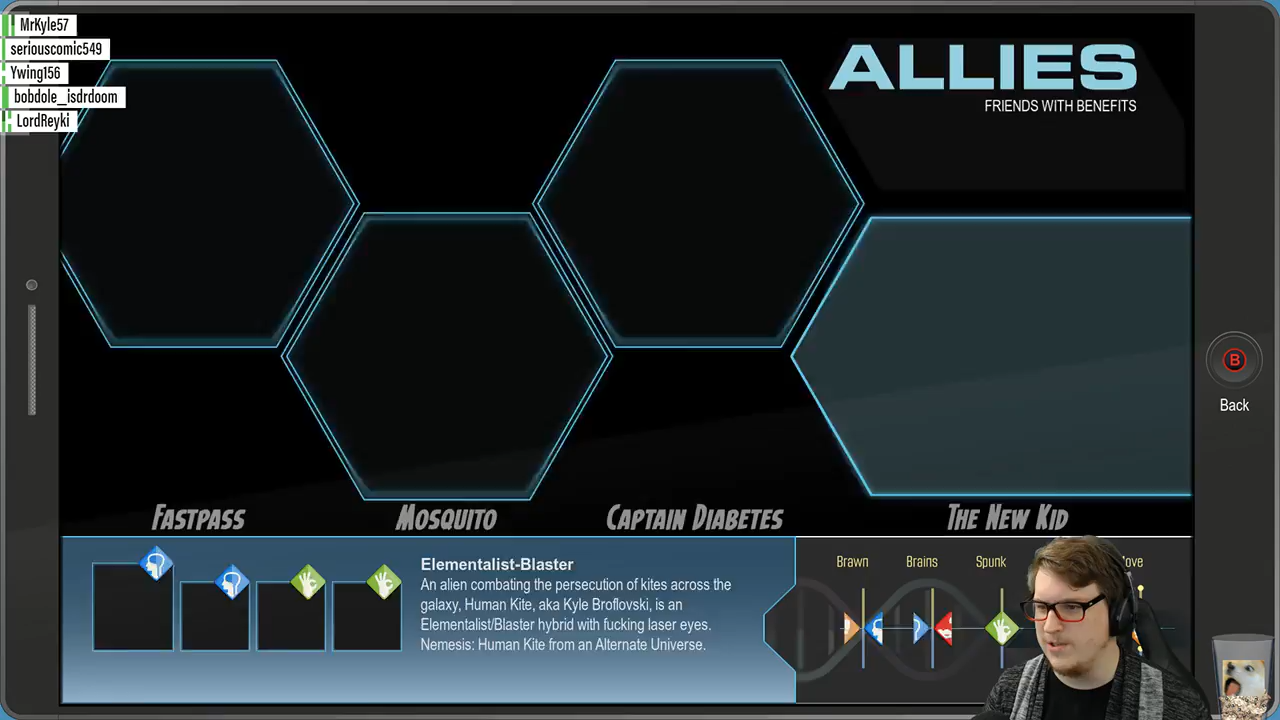 MrKyle57
seriouscomic549
Ywing156
bobdole_isdrdoom
LordReyki
ALLIES
FRIENDS WITH BENEFITS
B
Back
FASTPASS
MOSQUITO
CAPTAIN DIABETES
THE NEW KID
Elementalist-Blaster
An alien combating the persecution of kites across the
galaxy, Human Kite, aka Kyle Broflovski, is an
Elementalist/Blaster hybrid with fucking laser eyes.
Nemesis: Human Kite from an Alternate Universe.
Brawn
Brains
Spunk